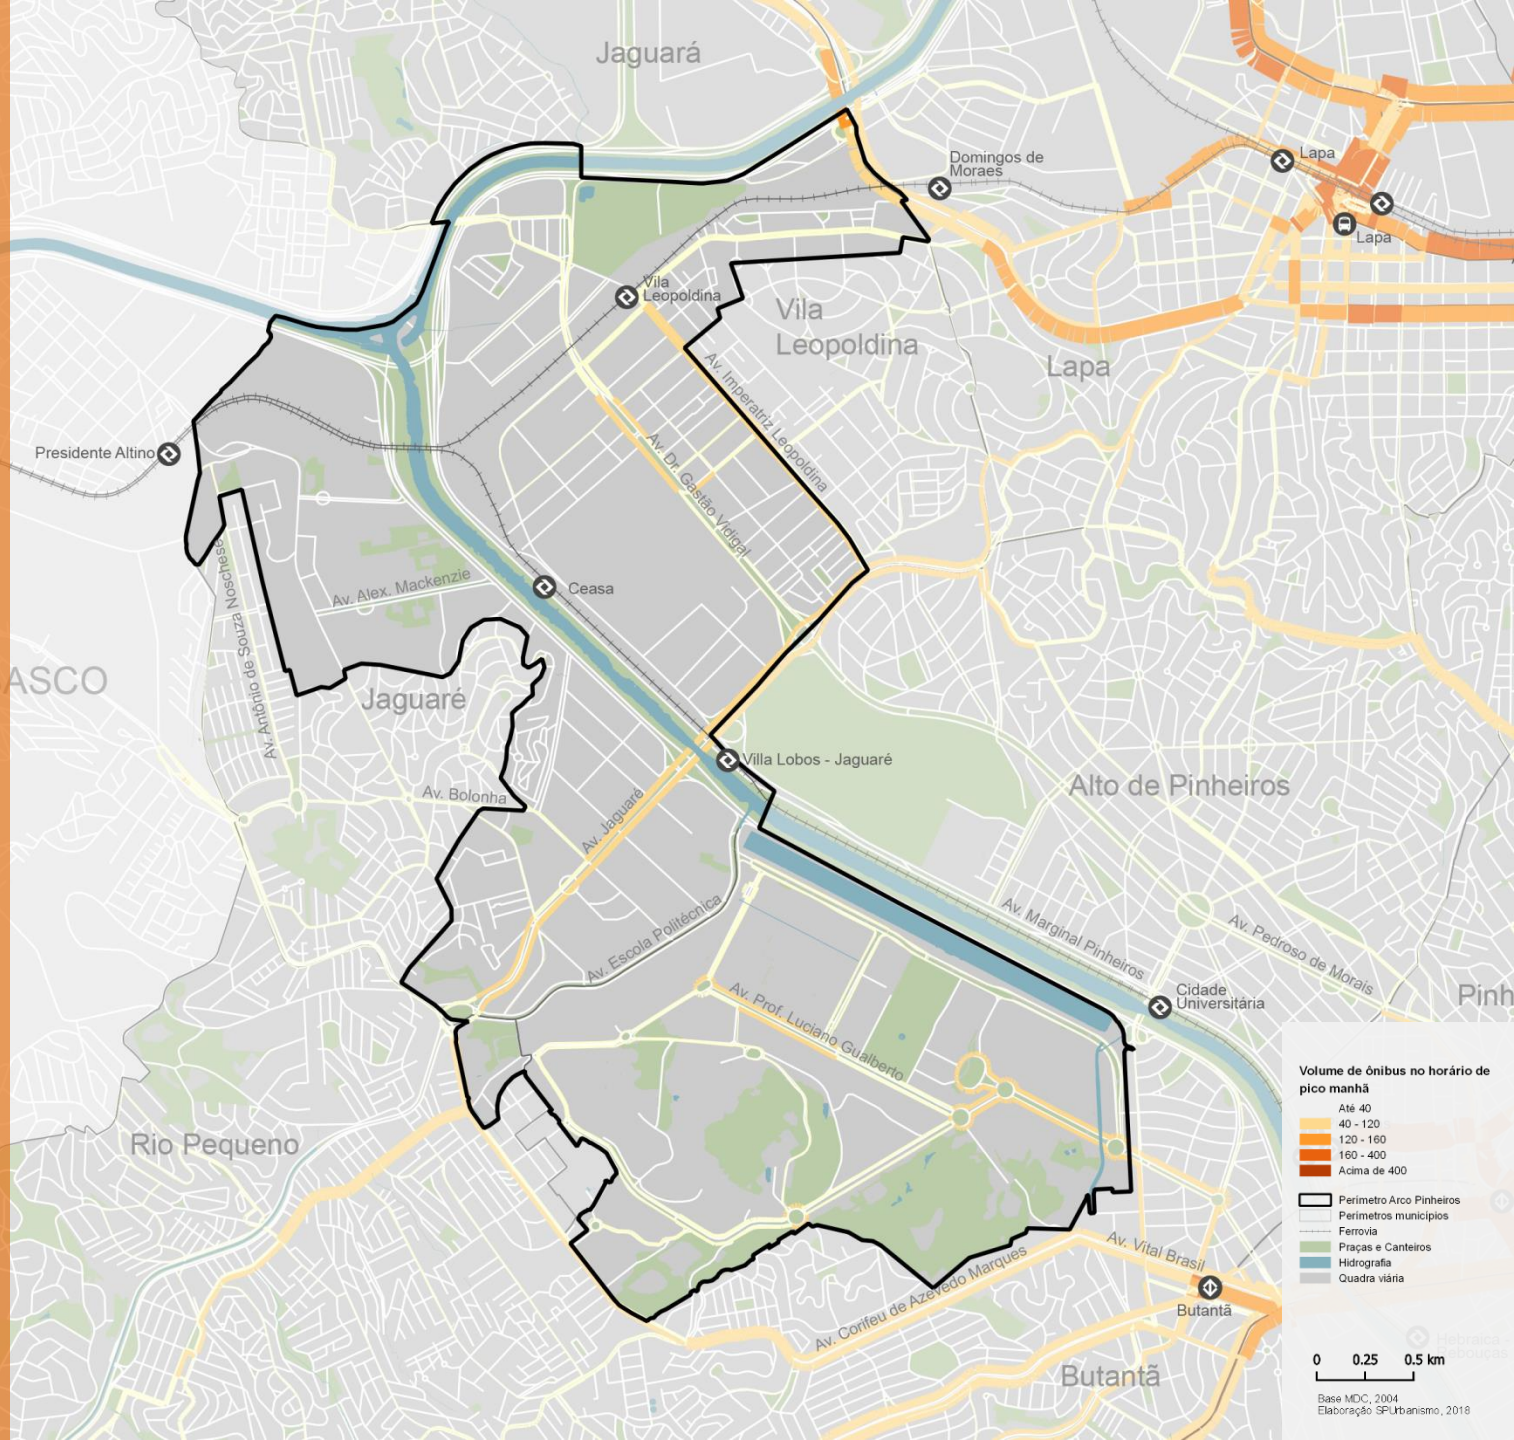 Jaguará
Domingos de
Moraes
Lapa
Lapa
Vila
Leopoldina
Vila
Leopoldina
Lapa
Av. Imperatriz Leopoldina
Presidente Altino
Av. Dr. Gastão Vidigal
Av. Antônio de Souza Noschese
Av. Alex. Mackenzie
Ceasa
ASCO
Jaguaré
Villa Lobos - Jaguaré
Av. Bolonha
Av. Jaguaré
Alto de Pinheiros
Av. Escola Politécnica
Av. Marginal Pinheiros
Av. Pedroso de Morais
Av. Prof. Luciano Gualberto
Cidade
Universitária
Pinh
Rio Pequeno
Av. Corifeu de Azevedo Marques
Av. Vital Brasil
Butantã
Butantã
Volume de ônibus no horário de
pico manhã
Até 40
40 - 120
120 - 160
160 - 400
Acima de 400
Perímetro Arco Pinheiros
Perímetros municípios
Ferrovia
Praças e Canteiros
Hidrografia
Quadra viária
Hebraica -
Rebouças
0 0.25 0.5 km
Base MDC, 2004
Elaboração SPUrbanismo, 2018